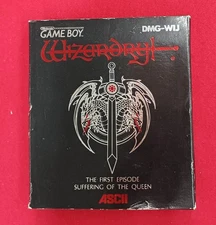 GAME BOY
DMG-WIJ
Wizardry
THE FIRST EPISODE
SUFFERING OF THE QUEEN
ASCII